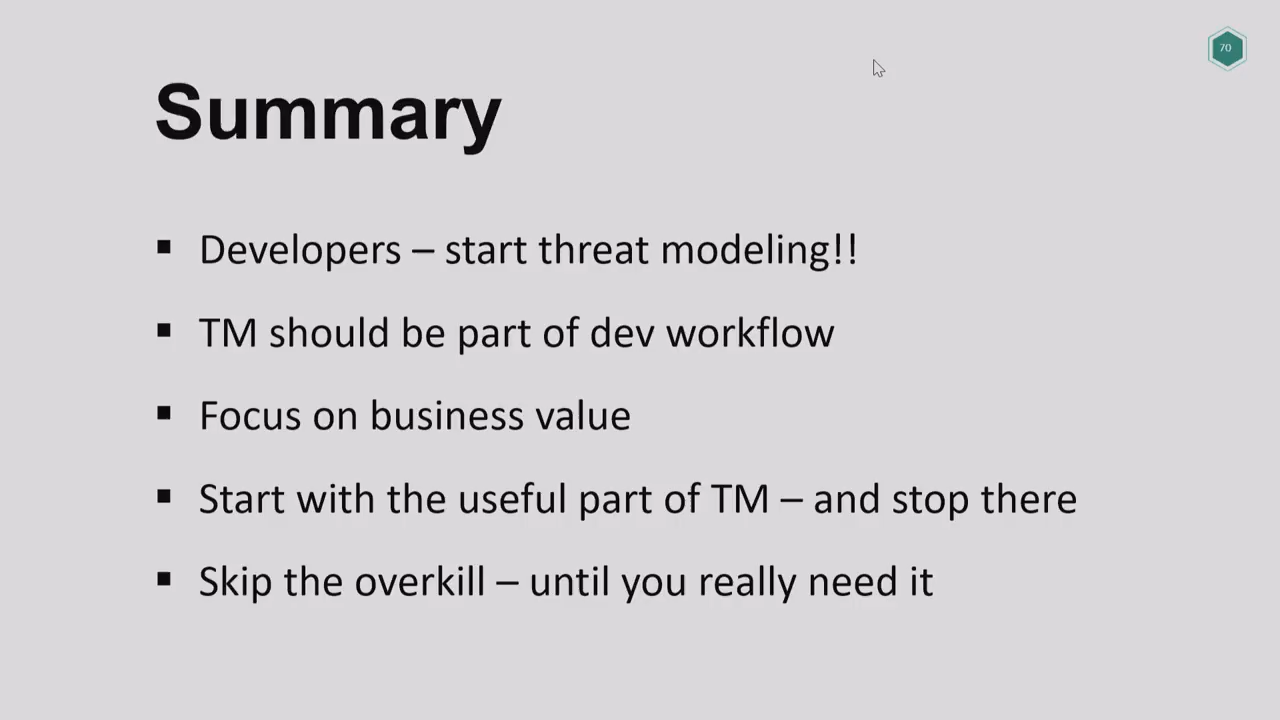 70
Summary
▪ Developers – start threat modeling!!
▪ TM should be part of dev workflow
▪ Focus on business value
▪ Start with the useful part of TM – and stop there
▪ Skip the overkill – until you really need it